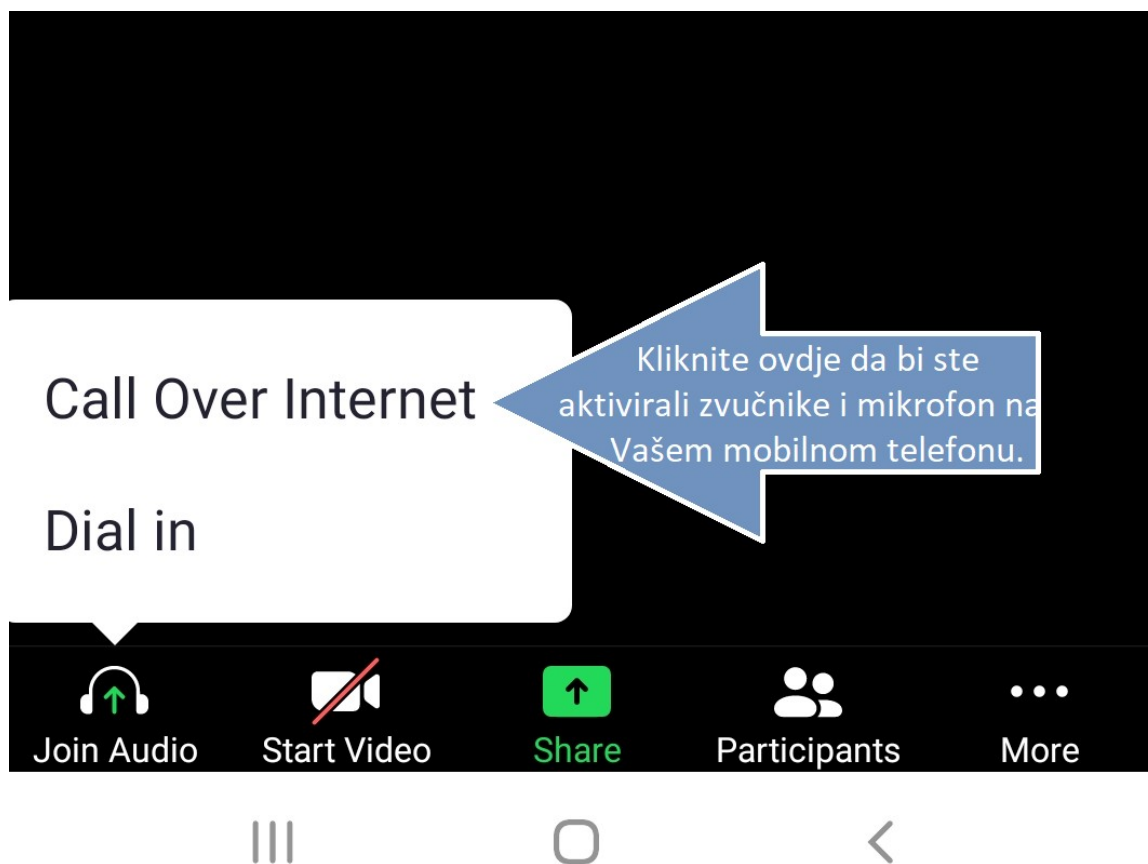 Call Over Internet
Kliknite ovdje da bi ste
aktivirali zvučnike i mikrofon na
Vašem mobilnom telefonu.
Dial in
Join Audio
Start Video
Share
Participants
More